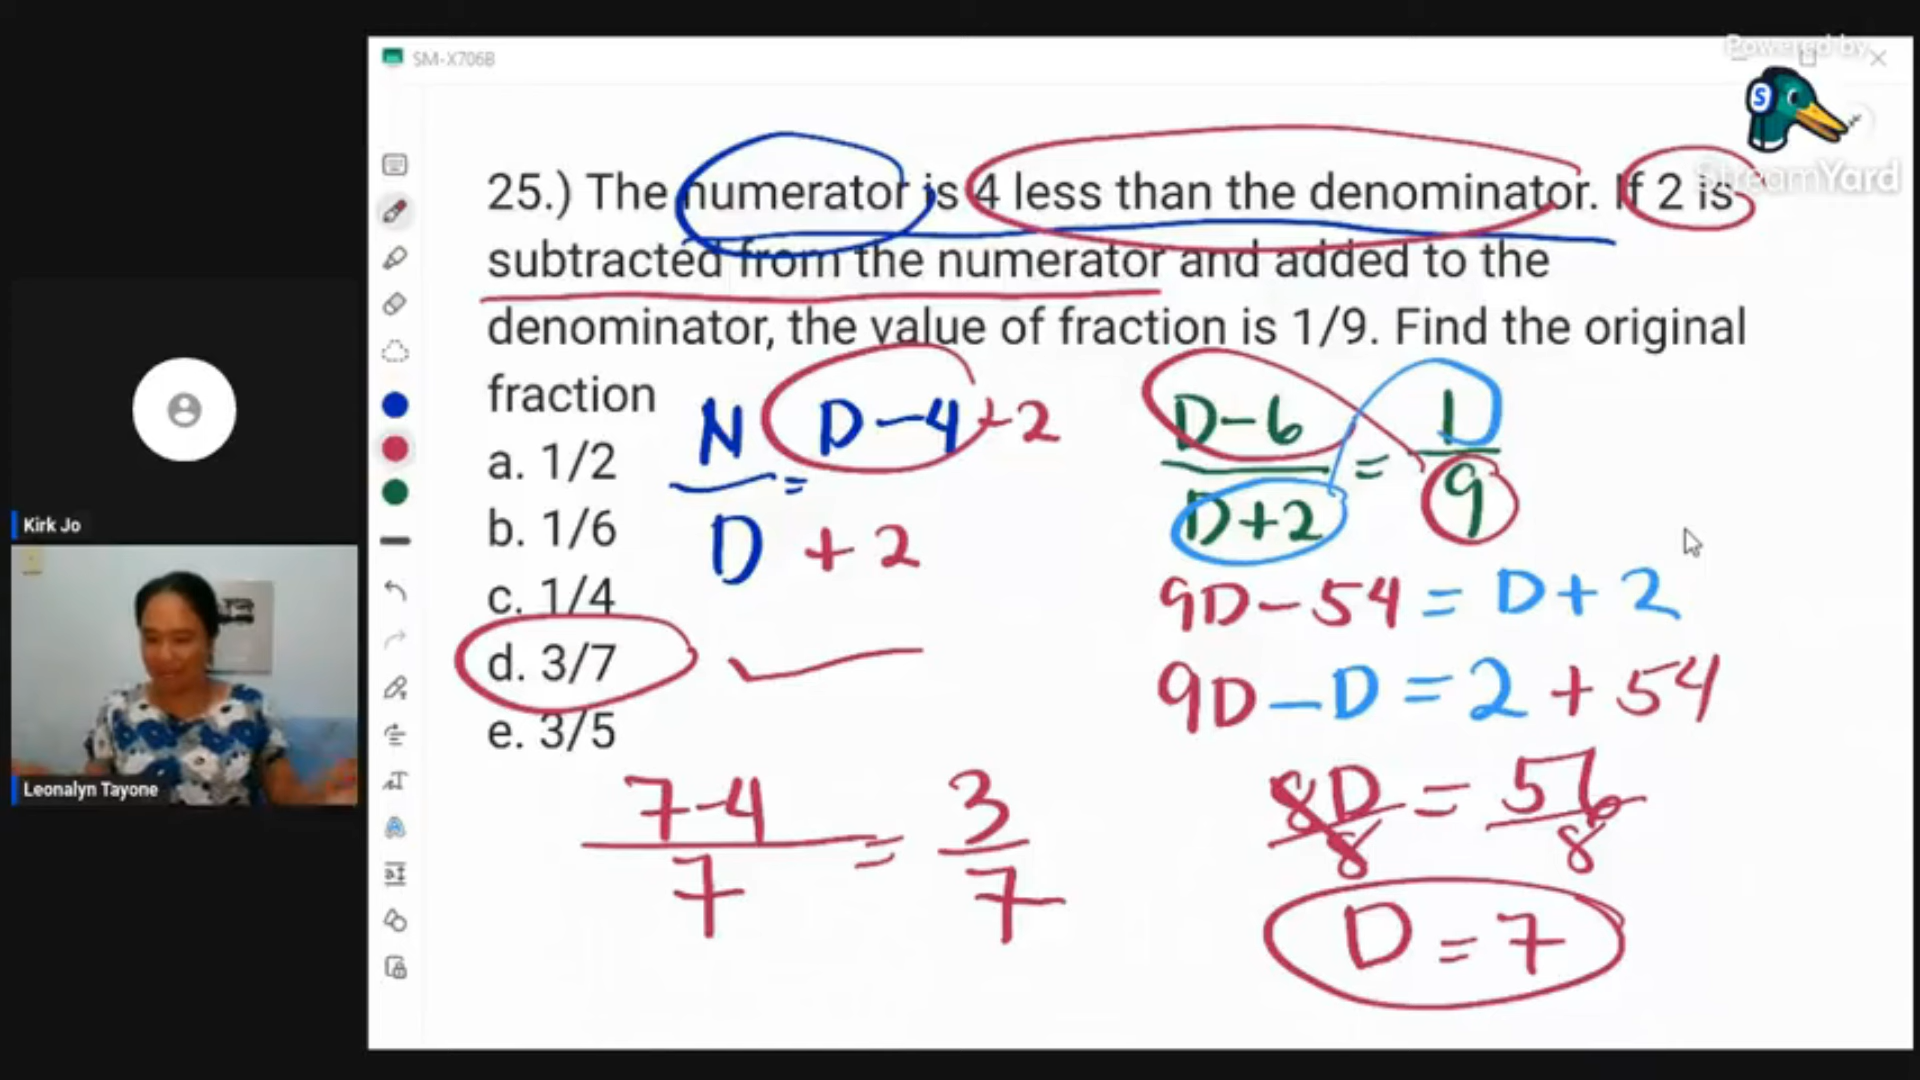 SM-X706B
Powered by
StreamYard
25.) The numerator is 4 less than the denominator. If 2 is
subtracted from the numerator and added to the
denominator, the value of fraction is 1/9. Find the original
fraction
a. 1/2
b. 1/6
c. 1/4
d. 3/7
e. 3/5
N = D-4 -2
D + 2
D-6 = 1
D+2 9
9D-54 = D+2
9D-D = 2+54
8D = 56
8 8
D = 7
7-4 = 3
7 7
Kirk Jo
Leonalyn Tayone